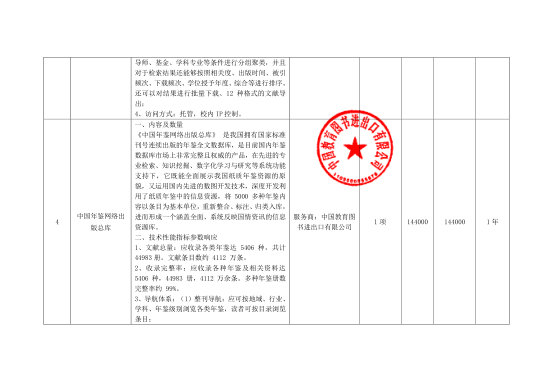 导师、基金、学科专业等条件进行分组聚类；并且
对于检索结果还能够按照相关度、出版时间、被引
频次、下载频次、学位授予年度、综合等进行排序，
还可以对结果进行批量下载、12 种格式的文献导
出；
4、访问方式：托管，校内 IP 控制。
4
中国年鉴网络出
版总库
一、内容及数量
《中国年鉴网络出版总库》 是我国拥有国家标准
刊号连续出版的年鉴全文数据库，是目前国内年鉴
数据库市场上非常完整且权威的产品，在先进的专
业检索、知识挖掘、数字化学习与研究等系统功能
支持下，它既能全面展示我国纸质年鉴资源的原
貌，又运用国内先进的数图开发技术，深度开发利
用了纸质年鉴中的信息资源，将 5000 多种年鉴内
容以条目为基本单位，重新整合、标注、归类入库，
进而形成一个涵盖全面、系统反映国情资讯的信息
资源库。
二、技术性能指标参数响应
1、文献总量：应收录各类年鉴达 5406 种，共计
44983 册，文献条目数约 4112 万条。
2、收录完整率：应收录各种年鉴及相关资料达
5406 种，44983 册，4112 万余条，多种年鉴册数
完整率约 99%。
3、导航体系：（1）整刊导航：应可按地域、行业、
学科、年鉴级别浏览各类年鉴，读者可按目录浏览
条目；
中国教育图书进出口有限公司
服务商：中国教育图
书进出口有限公司
1 项
144000
144000
1 年